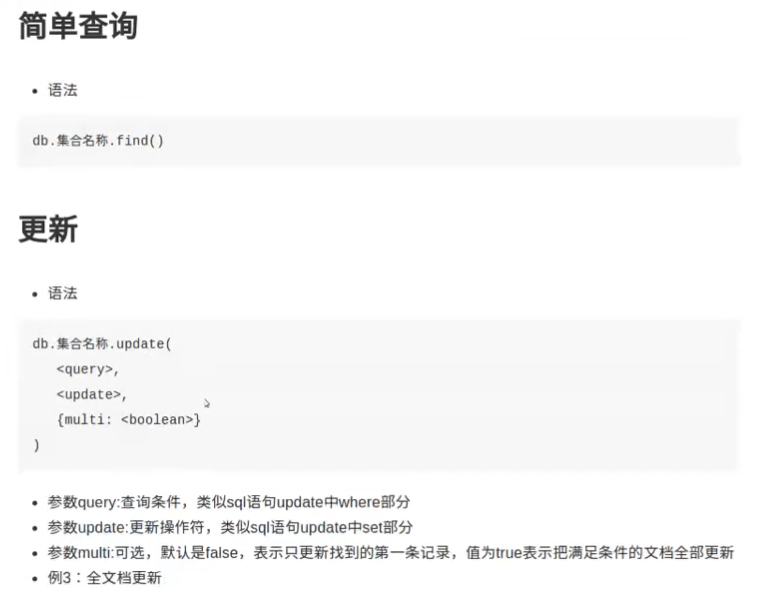 简单查询
语法
db.集合名称.find()
更新
语法
db.集合名称.update(
<query>,
<update>,
{multi: <boolean>}
)
参数query:查询条件，类似sql语句update中where部分
参数update:更新操作符，类似sql语句update中set部分
参数multi:可选，默认是false，表示只更新找到的第一条记录，值为true表示把满足条件的文档全部更新
例3：全文档更新